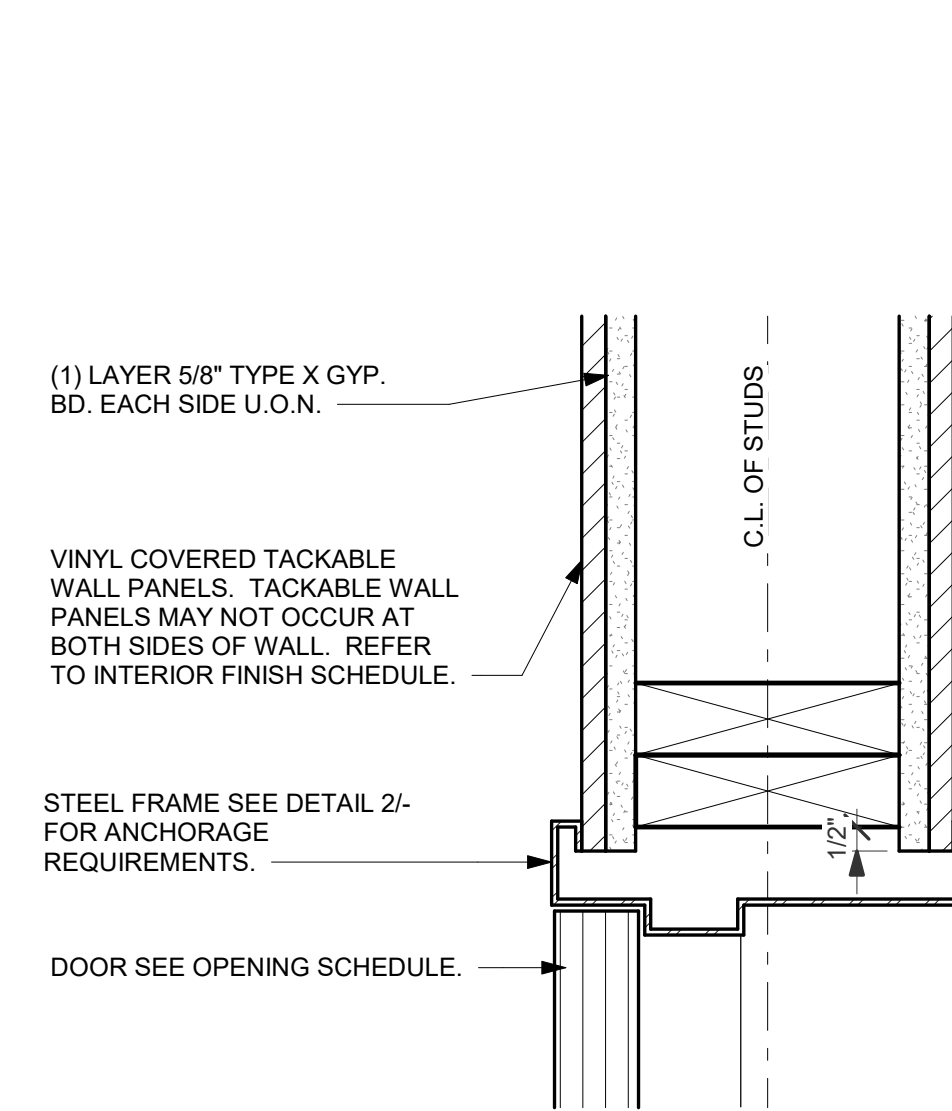 (1) LAYER 5/8" TYPE X GYP.
BD. EACH SIDE U.O.N.
C.L. OF STUDS
VINYL COVERED TACKABLE
WALL PANELS. TACKABLE WALL
PANELS MAY NOT OCCUR AT
BOTH SIDES OF WALL. REFER
TO INTERIOR FINISH SCHEDULE.
STEEL FRAME SEE DETAIL 2/-
FOR ANCHORAGE
REQUIREMENTS.
1/2"
DOOR SEE OPENING SCHEDULE.